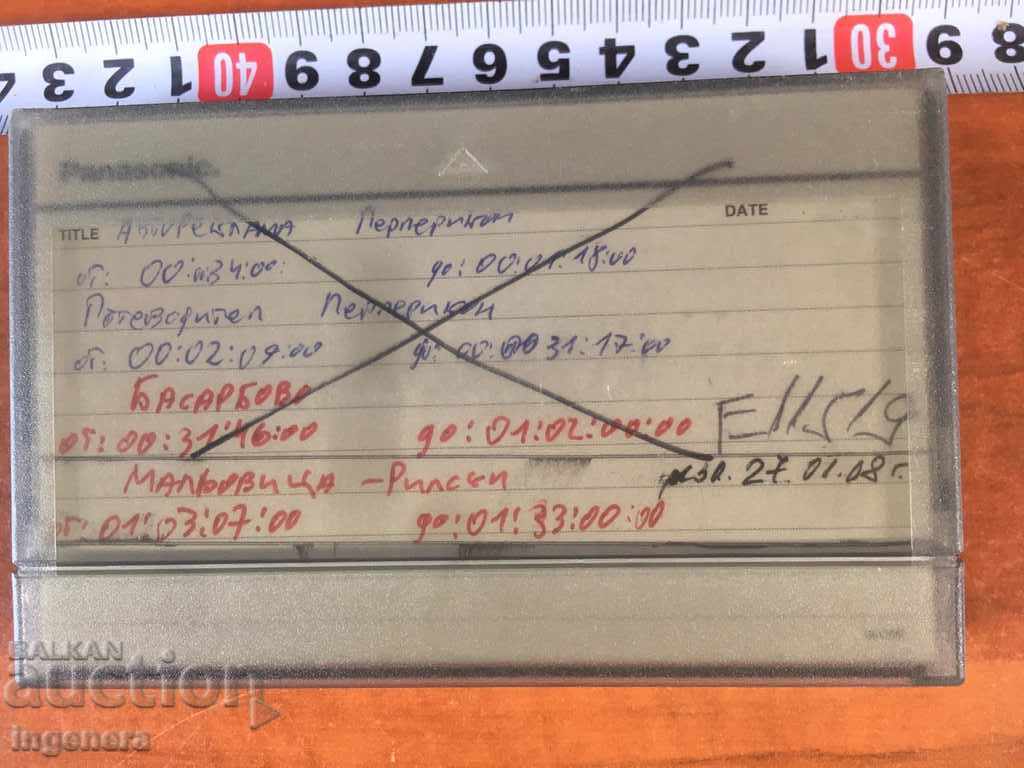 4 3 2 1 40 9 8 7 6 5 4 3 2 1 30 9 8
Panasonic
TITLE АвтоРеклама Перперикон DATE
от: 00:00:34:00: до: 00:01:18:00
Пътеводител Перперикон
от: 00:02:09:00 до: 00:31:17:00
Басарбово
от: 00:31:46:00 до: 01:02:00:00
Мальовица - Рилски 27.01.08г.
от: 01:03:07:00 до: 01:33:00:00
BALKAN
auction
ingenera